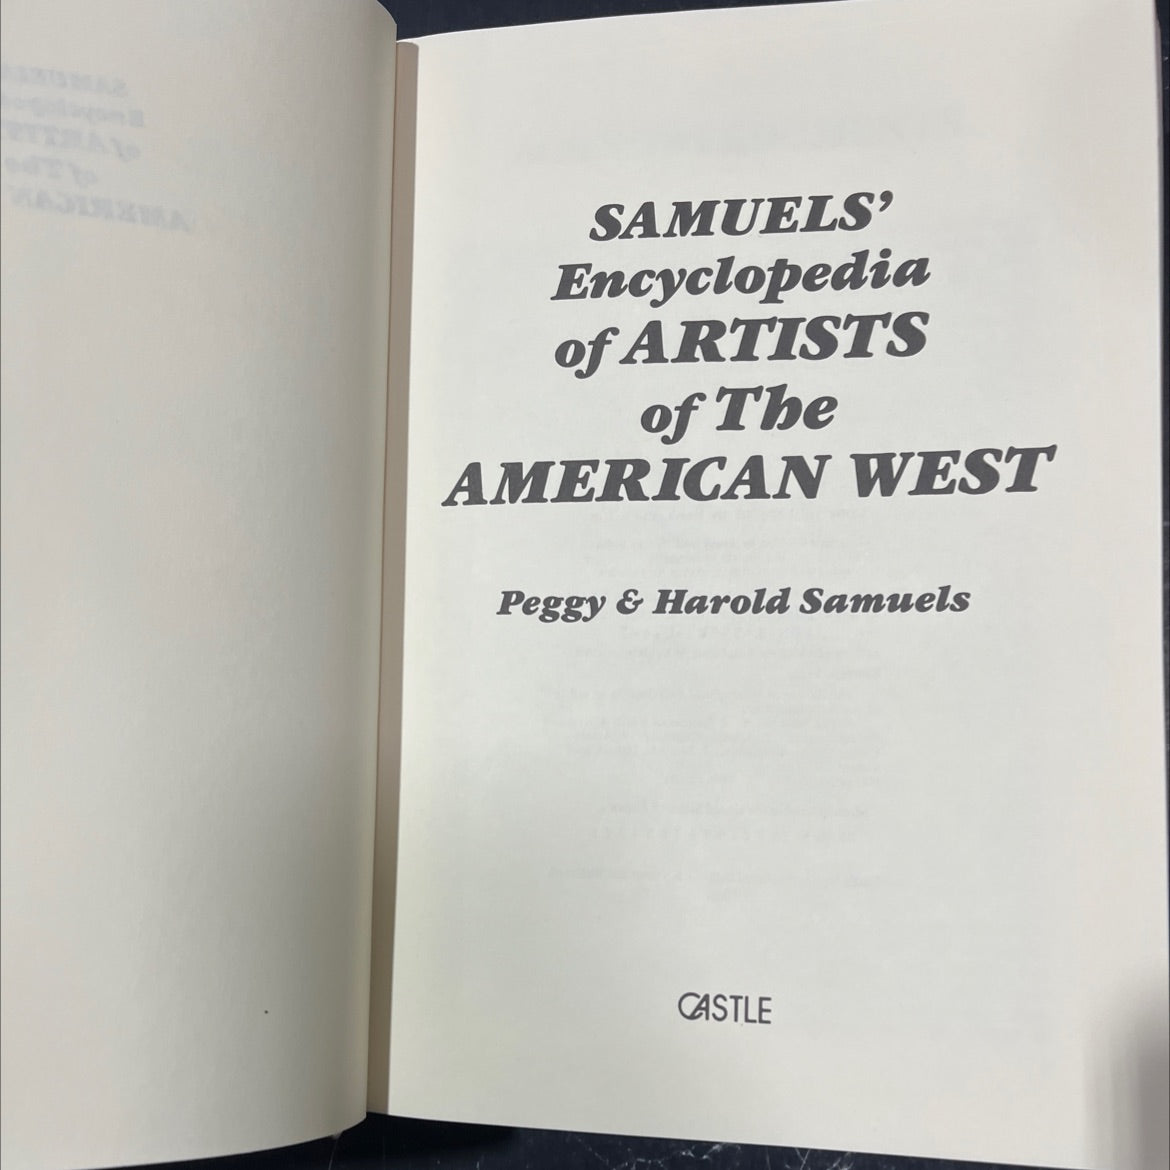 SAMUELS’
Encyclopedia
of ARTISTS
of The
AMERICAN WEST
Peggy & Harold Samuels
CASTLE